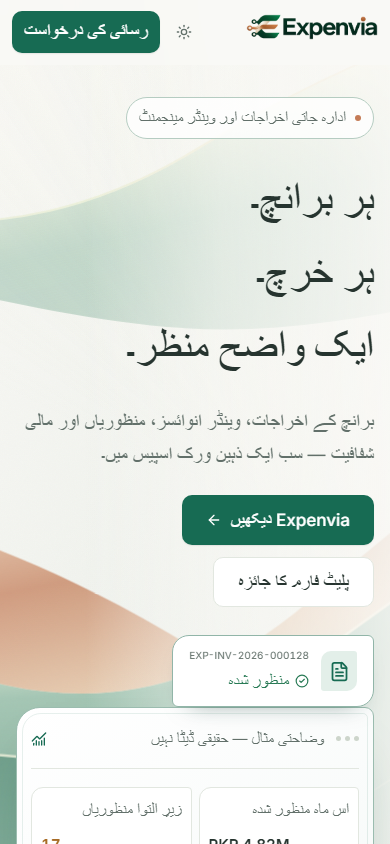 Expenvia
رسائی کی درخواست
ادارہ جاتی اخراجات اور وینڈر مینجمنٹ
ہر برانچ۔
ہر خرچ۔
ایک واضح منظر۔
برانچ کے اخراجات، وینڈر انوائسز، منظوریاں اور مالی
شفافیت — سب ایک ذہین ورک اسپیس میں۔
Expenvia دیکھیں
پلیٹ فارم کا جائزہ
EXP-INV-2026-000128
منظور شدہ
وضاحتی مثال — حقیقی ڈیٹا نہیں
اس ماہ منظور شدہ
زیرِ التوا منظوریاں
PKR 4.82M
17